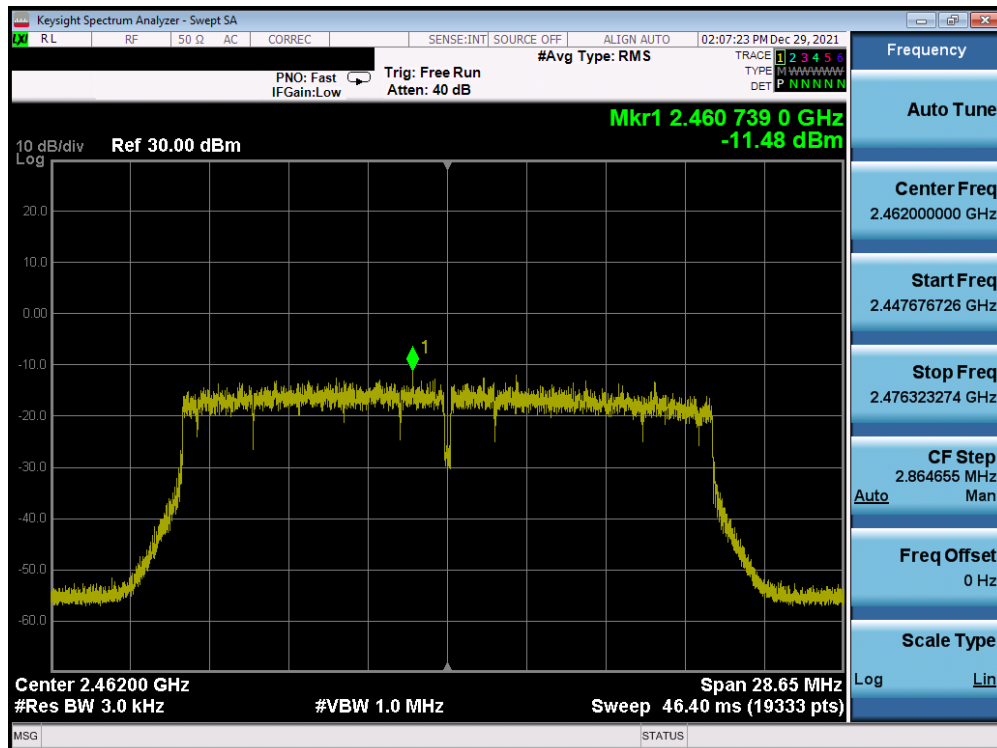 Keysight Spectrum Analyzer - Swept SA
LXI RL RF 50 Ω AC CORREC SENSE:INT SOURCE OFF ALIGN AUTO 02:07:23 PM Dec 29, 2021
#Avg Type: RMS
TRACE 1 2 3 4 5 6
PNO: Fast Trig: Free Run
TYPE M WWWWW
IFGain:Low Atten: 40 dB
DET P N N N N N
Mkr1 2.460 739 0 GHz
-11.48 dBm
10 dB/div Ref 30.00 dBm
Log
1
20.0
10.0
0.00
-10.0
-20.0
-30.0
-40.0
-50.0
-60.0
Center 2.46200 GHz Span 28.65 MHz
#Res BW 3.0 kHz #VBW 1.0 MHz Sweep 46.40 ms (19333 pts)
MSG STATUS
Frequency
Auto Tune
Center Freq
2.462000000 GHz
Start Freq
2.447676726 GHz
Stop Freq
2.476323274 GHz
CF Step
2.864655 MHz
Auto Man
Freq Offset
0 Hz
Scale Type
Log Lin